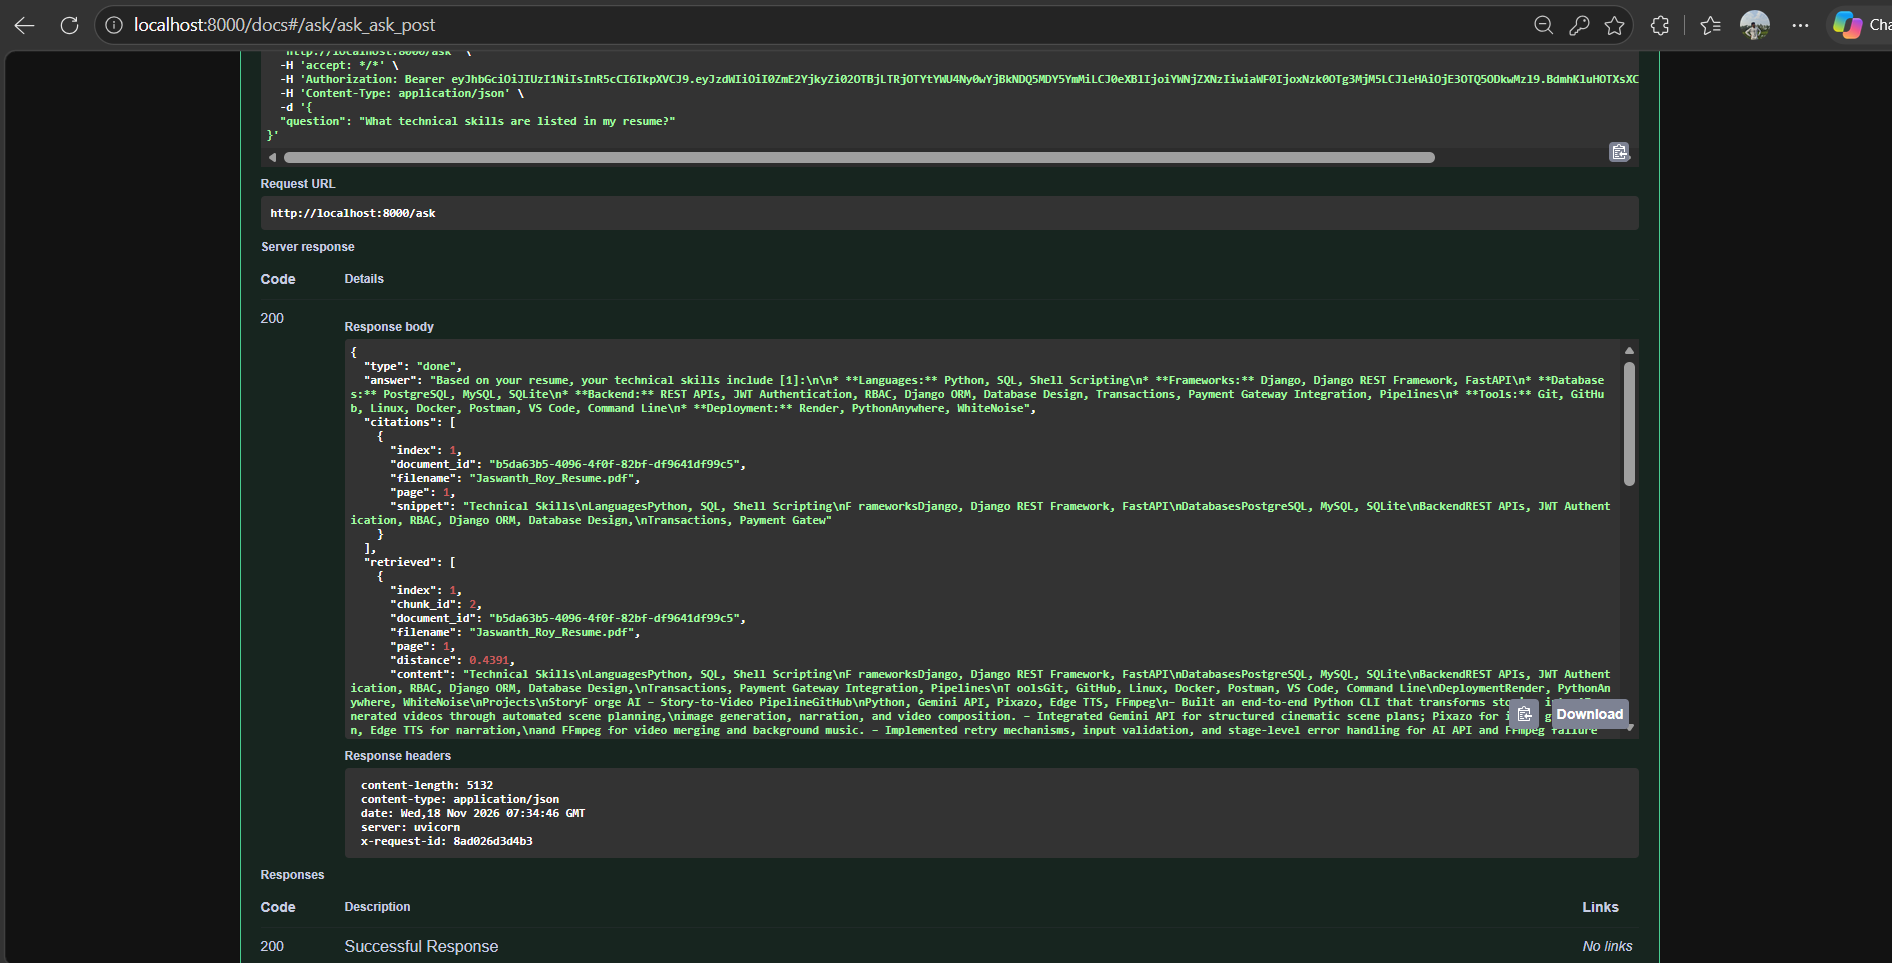 localhost:8000/docs#/ask/ask_ask_post
Cha
'http://localhost:8000/ask' \
-H 'accept: */*' \
-H 'Authorization: Bearer
-H 'Content-Type: application/json' \
-d '{
"question": "What technical skills are listed in my resume?"
}'
Request URL
http://localhost:8000/ask
Server response
Code Details
200
Response body
{
"type": "done",
"answer": "Based on your resume, your technical skills include [1]:\n\n* **Languages:** Python, SQL, Shell Scripting\n* **Frameworks:** Django, Django REST Framework, FastAPI\n* **Database
s:** PostgreSQL, MySQL, SQLite\n* **Backend:** REST APIs, JWT Authentication, RBAC, Django ORM, Database Design, Transactions, Payment Gateway Integration, Pipelines\n* **Tools:** Git, GitHu
b, Linux, Docker, Postman, VS Code, Command Line\n* **Deployment:** Render, PythonAnywhere, WhiteNoise",
"citations": [
{
"index": 1,
"document_id": "b5da63b5-4096-4f0f-82bf-df9641df99c5",
"filename": "Jaswanth_Roy_Resume.pdf",
"page": 1,
"snippet": "Technical Skills\nLanguagesPython, SQL, Shell Scripting\nF rameworksDjango, Django REST Framework, FastAPI\nDatabasesPostgreSQL, MySQL, SQLite\nBackendREST APIs, JWT Authent
ication, RBAC, Django ORM, Database Design,\nTransactions, Payment Gatew"
}
],
"retrieved": [
{
"index": 1,
"chunk_id": 2,
"document_id": "b5da63b5-4096-4f0f-82bf-df9641df99c5",
"filename": "Jaswanth_Roy_Resume.pdf",
"page": 1,
"distance": 0.4391,
"content": "Technical Skills\nLanguagesPython, SQL, Shell Scripting\nF rameworksDjango, Django REST Framework, FastAPI\nDatabasesPostgreSQL, MySQL, SQLite\nBackendREST APIs, JWT Authent
ication, RBAC, Django ORM, Database Design,\nTransactions, Payment Gateway Integration, Pipelines\nT oolsGit, GitHub, Linux, Docker, Postman, VS Code, Command Line\nDeploymentRender, PythonAn
ywhere, WhiteNoise\nProjects\nStoryF orge AI – Story-to-Video PipelineGitHub\nPython, Gemini API, Pixazo, Edge TTS, FFmpeg\n– Built an end-to-end Python CLI that transforms
nerated videos through automated scene planning,\nimage generation, narration, and video composition. – Integrated Gemini API for structured cinematic scene plans; Pixazo for
n, Edge TTS for narration,\nand FFmpeg for video merging and background music. – Implemented retry mechanisms, input validation, and stage-level error handling for AI API and FFmpeg failure
Download
Response headers
content-length: 5132
content-type: application/json
date: Wed,18 Nov 2026 07:34:46 GMT
server: uvicorn
x-request-id: 8ad026d3d4b3
Responses
Code Description Links
200 Successful Response No links